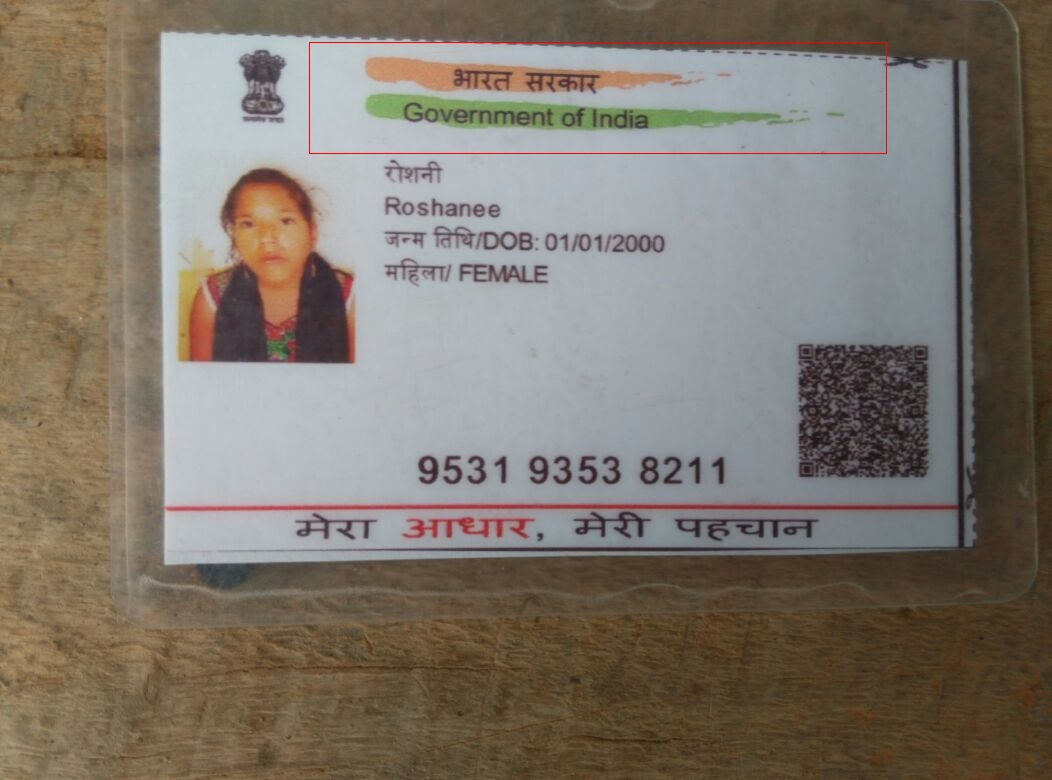 भारत सरकार
Government of India
रोशनी
Roshanee
जन्म तिथि/DOB: 01/01/2000
महिला/ FEMALE
9531 9353 8211
मेरा आधार, मेरी पहचान